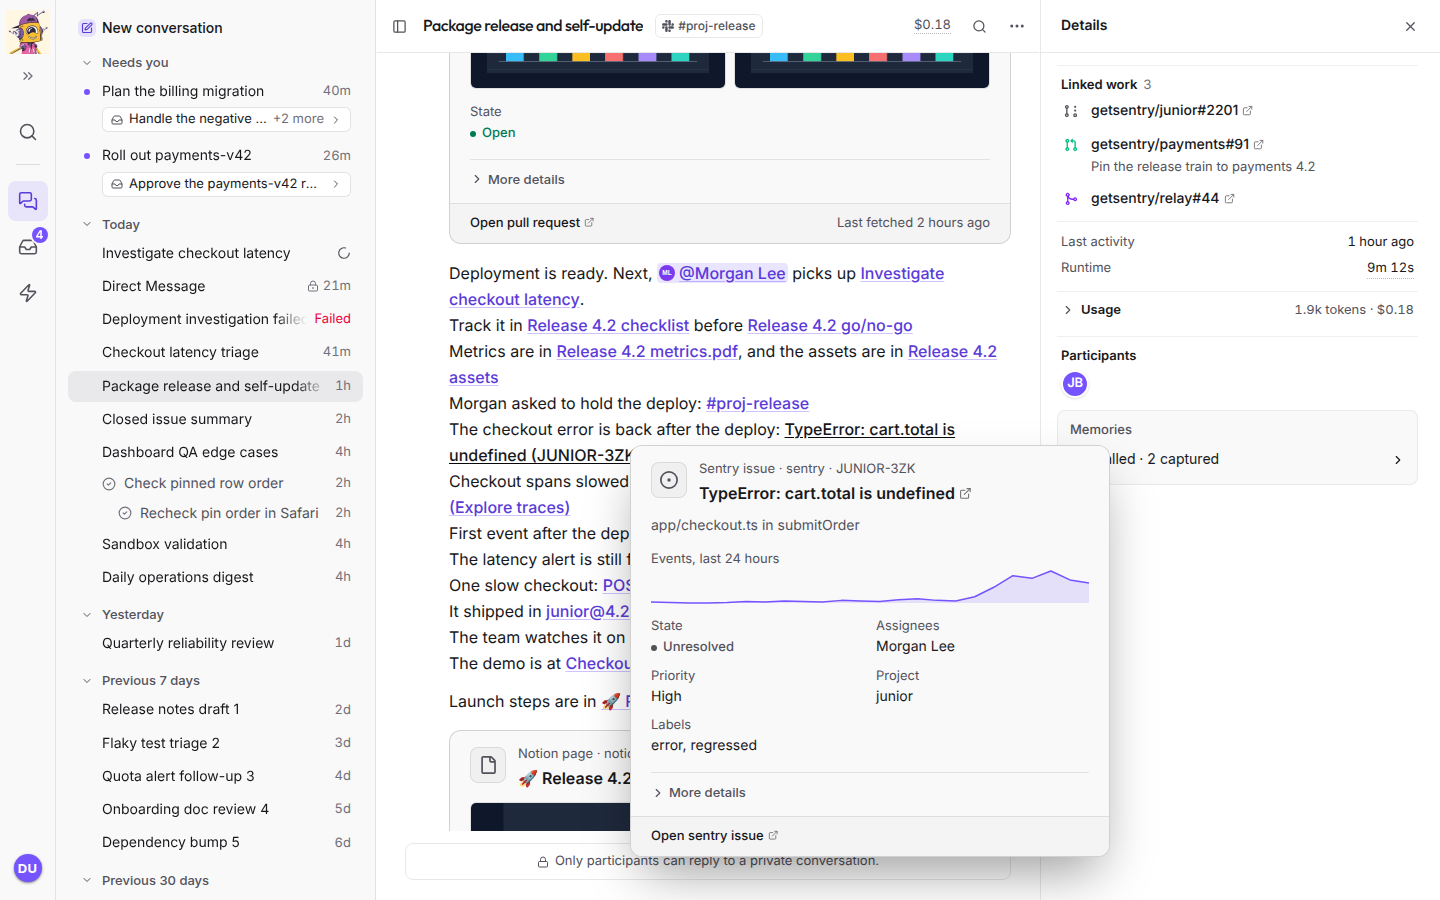 New conversation
Needs you
Plan the billing migration 40m
Handle the negative ... +2 more
Roll out payments-v42 26m
Approve the payments-v42 r...
Today
Investigate checkout latency
Direct Message 21m
Deployment investigation failed Failed
Checkout latency triage 41m
Package release and self-update 1h
Closed issue summary 2h
Dashboard QA edge cases 2h
Check pinned row order 2h
Recheck pin order in Safari 2h
Sandbox validation 4h
Daily operations digest 4h
Yesterday
Quarterly reliability review 1d
Previous 7 days
Release notes draft 1 2d
Flaky test triage 2 3d
Quota alert follow-up 3 4d
Onboarding doc review 4 5d
Dependency bump 5 6d
Previous 30 days
4
DU
Package release and self-update #proj-release $0.18
State
Open
More details
Open pull request Last fetched 2 hours ago
Deployment is ready. Next, ML @Morgan Lee picks up Investigate
checkout latency.
Track it in Release 4.2 checklist before Release 4.2 go/no-go
Metrics are in Release 4.2 metrics.pdf, and the assets are in Release 4.2
assets
Morgan asked to hold the deploy: #proj-release
The checkout error is back after the deploy: TypeError: cart.total is
undefined (JUNIOR-3ZK
Checkout spans slowed
(Explore traces)
First event after the dep
The latency alert is still
One slow checkout: POS
It shipped in junior@4.2
The team watches it on
The demo is at Checkou
Launch steps are in 🚀
Notion page · notio
🚀 Release 4.2
Only participants can reply to a private conversation.
Sentry issue · sentry · JUNIOR-3ZK
TypeError: cart.total is undefined
app/checkout.ts in submitOrder
Events, last 24 hours
State Assignees
Unresolved Morgan Lee
Priority Project
High junior
Labels
error, regressed
More details
Open sentry issue
Details
Linked work 3
getsentry/junior#2201
getsentry/payments#91
Pin the release train to payments 4.2
getsentry/relay#44
Last activity 1 hour ago
Runtime 9m 12s
Usage 1.9k tokens · $0.18
Participants
JB
Memories
alled · 2 captured